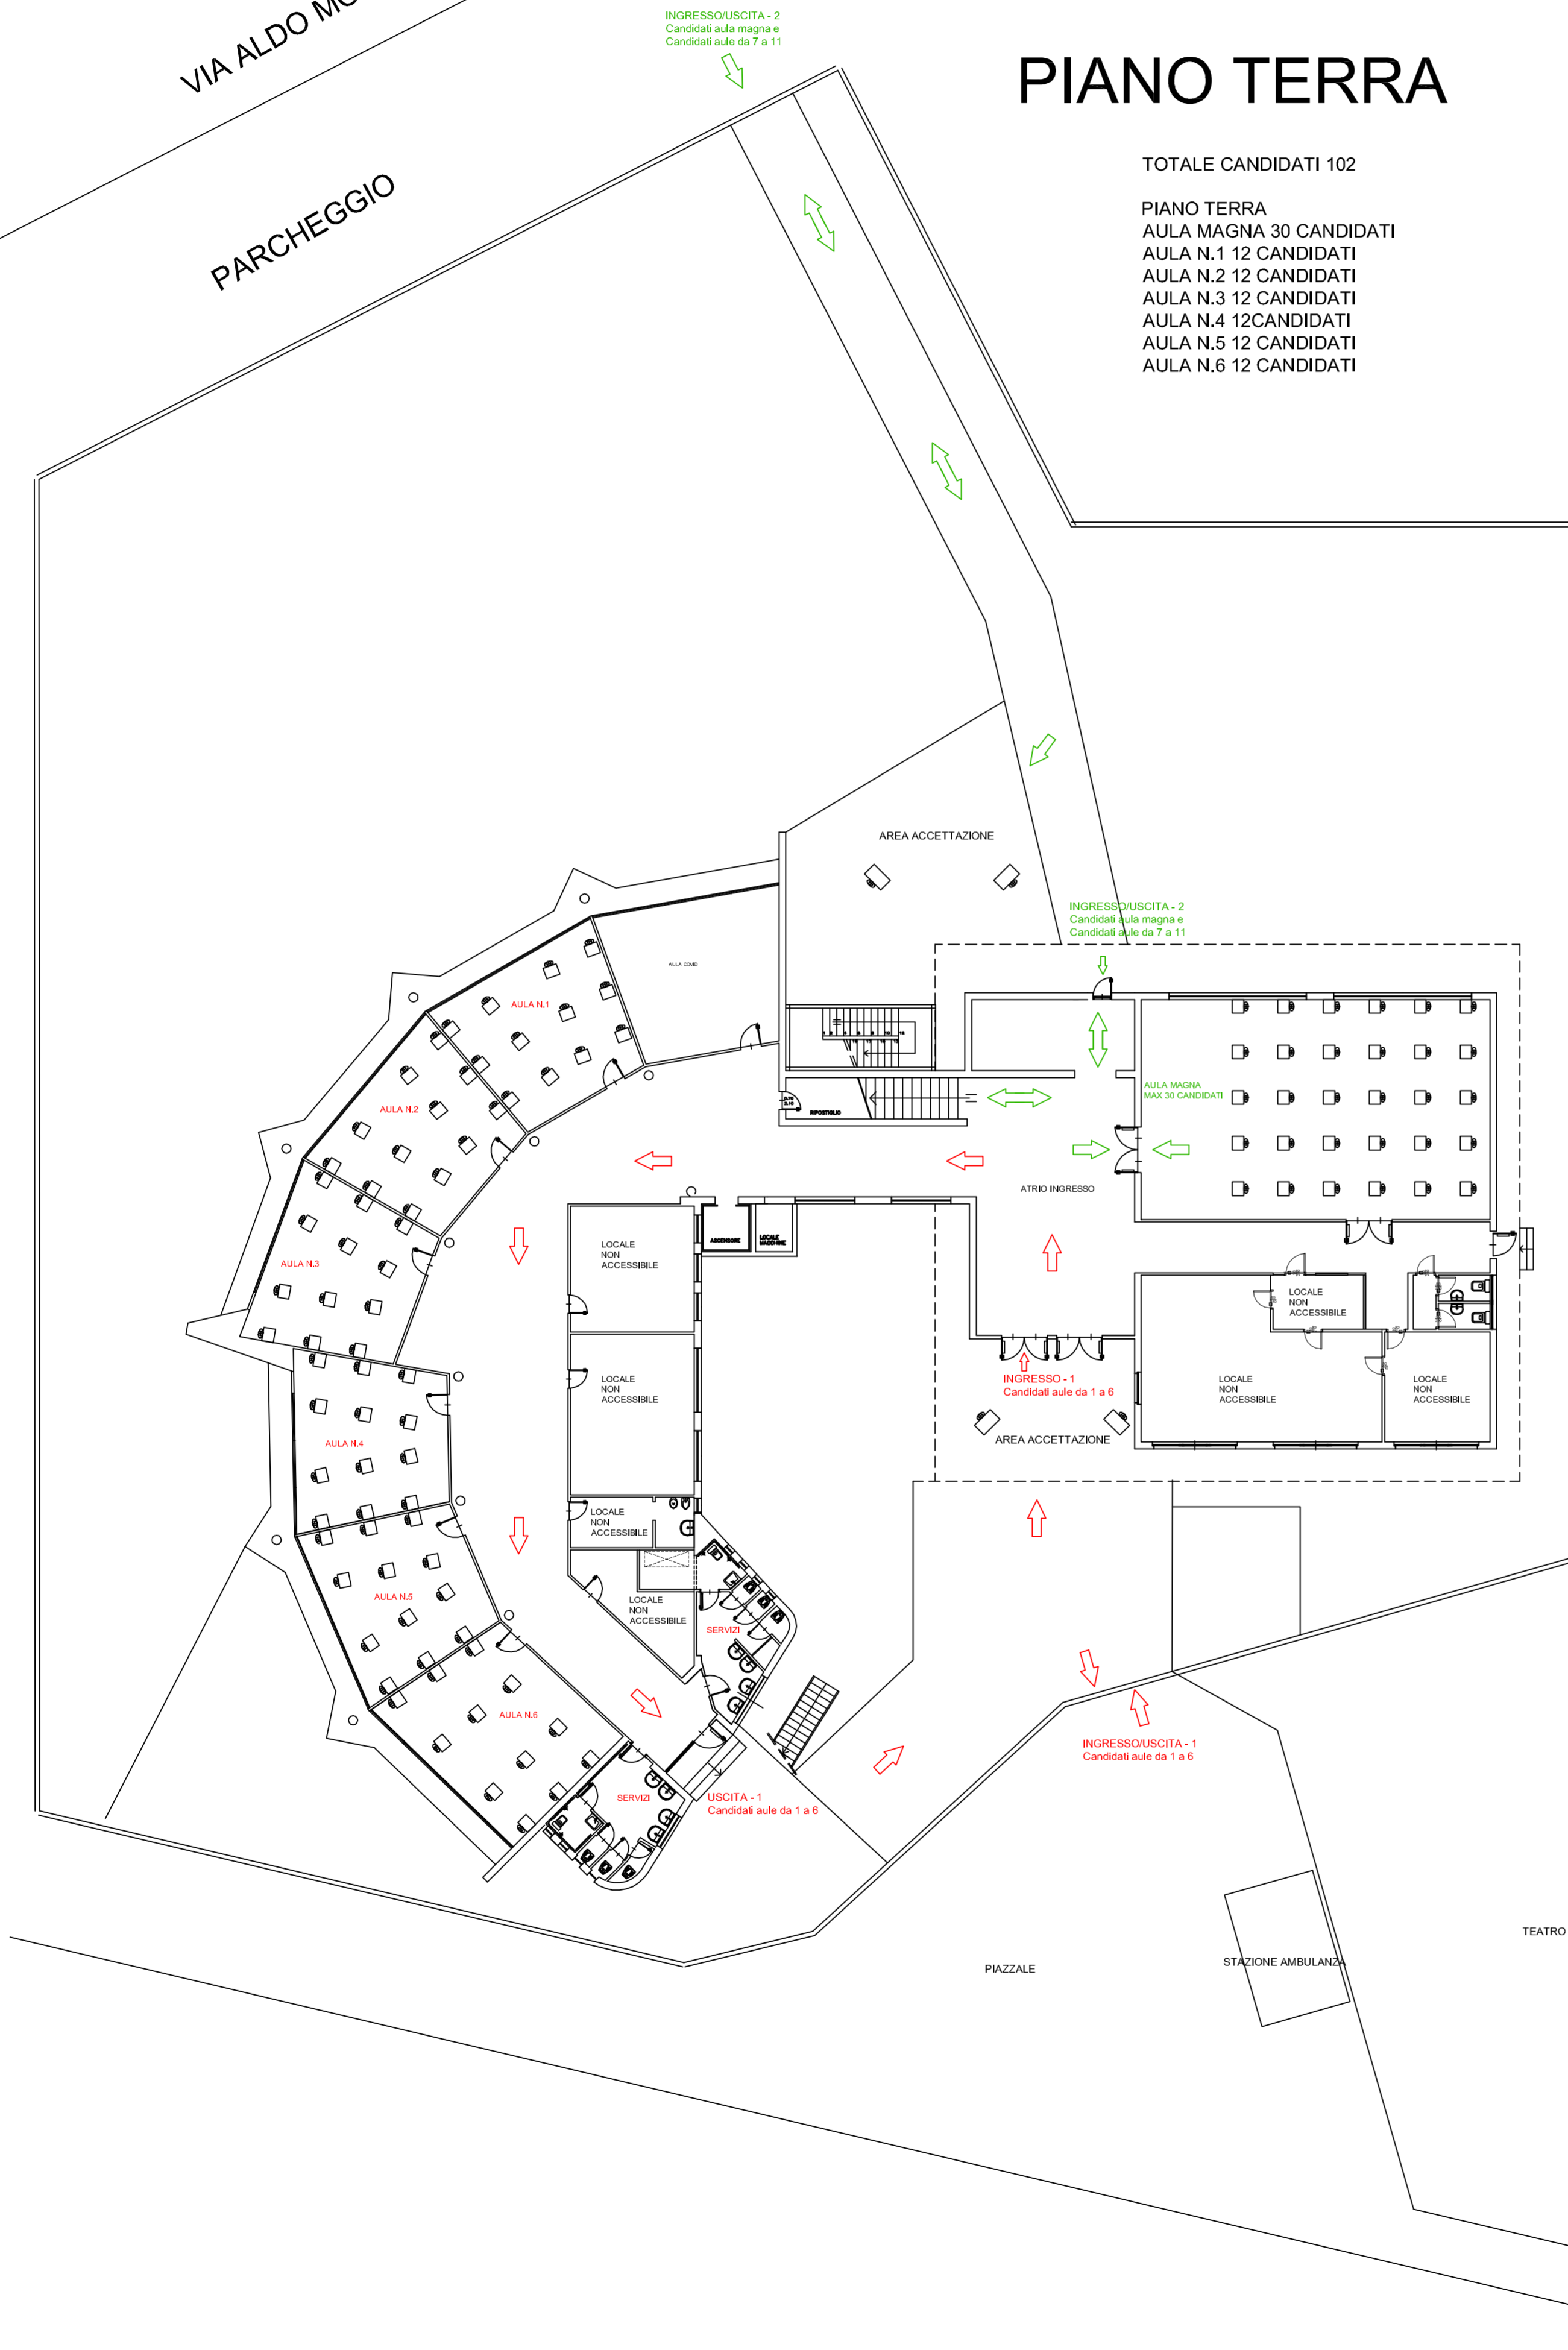 INGRESSO/USCITA - 2
Candidati aula magna e
Candidati aule da 7 a 11
VIA ALDO
PARCHEGGIO
PIANO TERRA
TOTALE CANDIDATI 102
PIANO TERRA
AULA MAGNA 30 CANDIDATI
AULA N.1 12 CANDIDATI
AULA N.2 12 CANDIDATI
AULA N.3 12 CANDIDATI
AULA N.4 12CANDIDATI
AULA N.5 12 CANDIDATI
AULA N.6 12 CANDIDATI
AREA ACCETTAZIONE
INGRESSO/USCITA - 2
Candidati aula magna e
Candidati aule da 7 a 11
AULA COVID
AULA N.1
AULA N.2
AULA N.3
AULA N.4
AULA N.5
AULA N.6
RIPOSTIGLIO
AULA MAGNA
MAX 30 CANDIDATI
ATRIO INGRESSO
ASCENSORE
LOCALE
MACCHINE
LOCALE
NON
ACCESSIBILE
LOCALE
NON
ACCESSIBILE
LOCALE
NON
ACCESSIBILE
LOCALE
NON
ACCESSIBILE
LOCALE
NON
ACCESSIBILE
LOCALE
NON
ACCESSIBILE
LOCALE
NON
ACCESSIBILE
INGRESSO - 1
Candidati aule da 1 a 6
AREA ACCETTAZIONE
SERVIZI
SERVIZI
USCITA - 1
Candidati aule da 1 a 6
INGRESSO/USCITA - 1
Candidati aule da 1 a 6
PIAZZALE
STAZIONE AMBULANZA
TEATRO